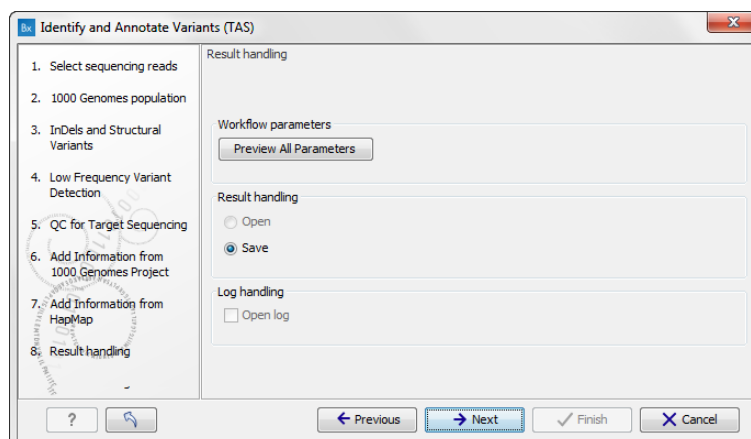 Bx Identify and Annotate Variants (TAS)
X
1. Select sequencing reads
2. 1000 Genomes population
3. InDels and Structural
Variants
4. Low Frequency Variant
Detection
5. QC for Target Sequencing
6. Add Information from
1000 Genomes Project
7. Add Information from
HapMap
8. Result handling
Result handling
Workflow parameters
Preview All Parameters
Result handling
Open
Save
Log handling
Open log
?
Previous
Next
Finish
Cancel